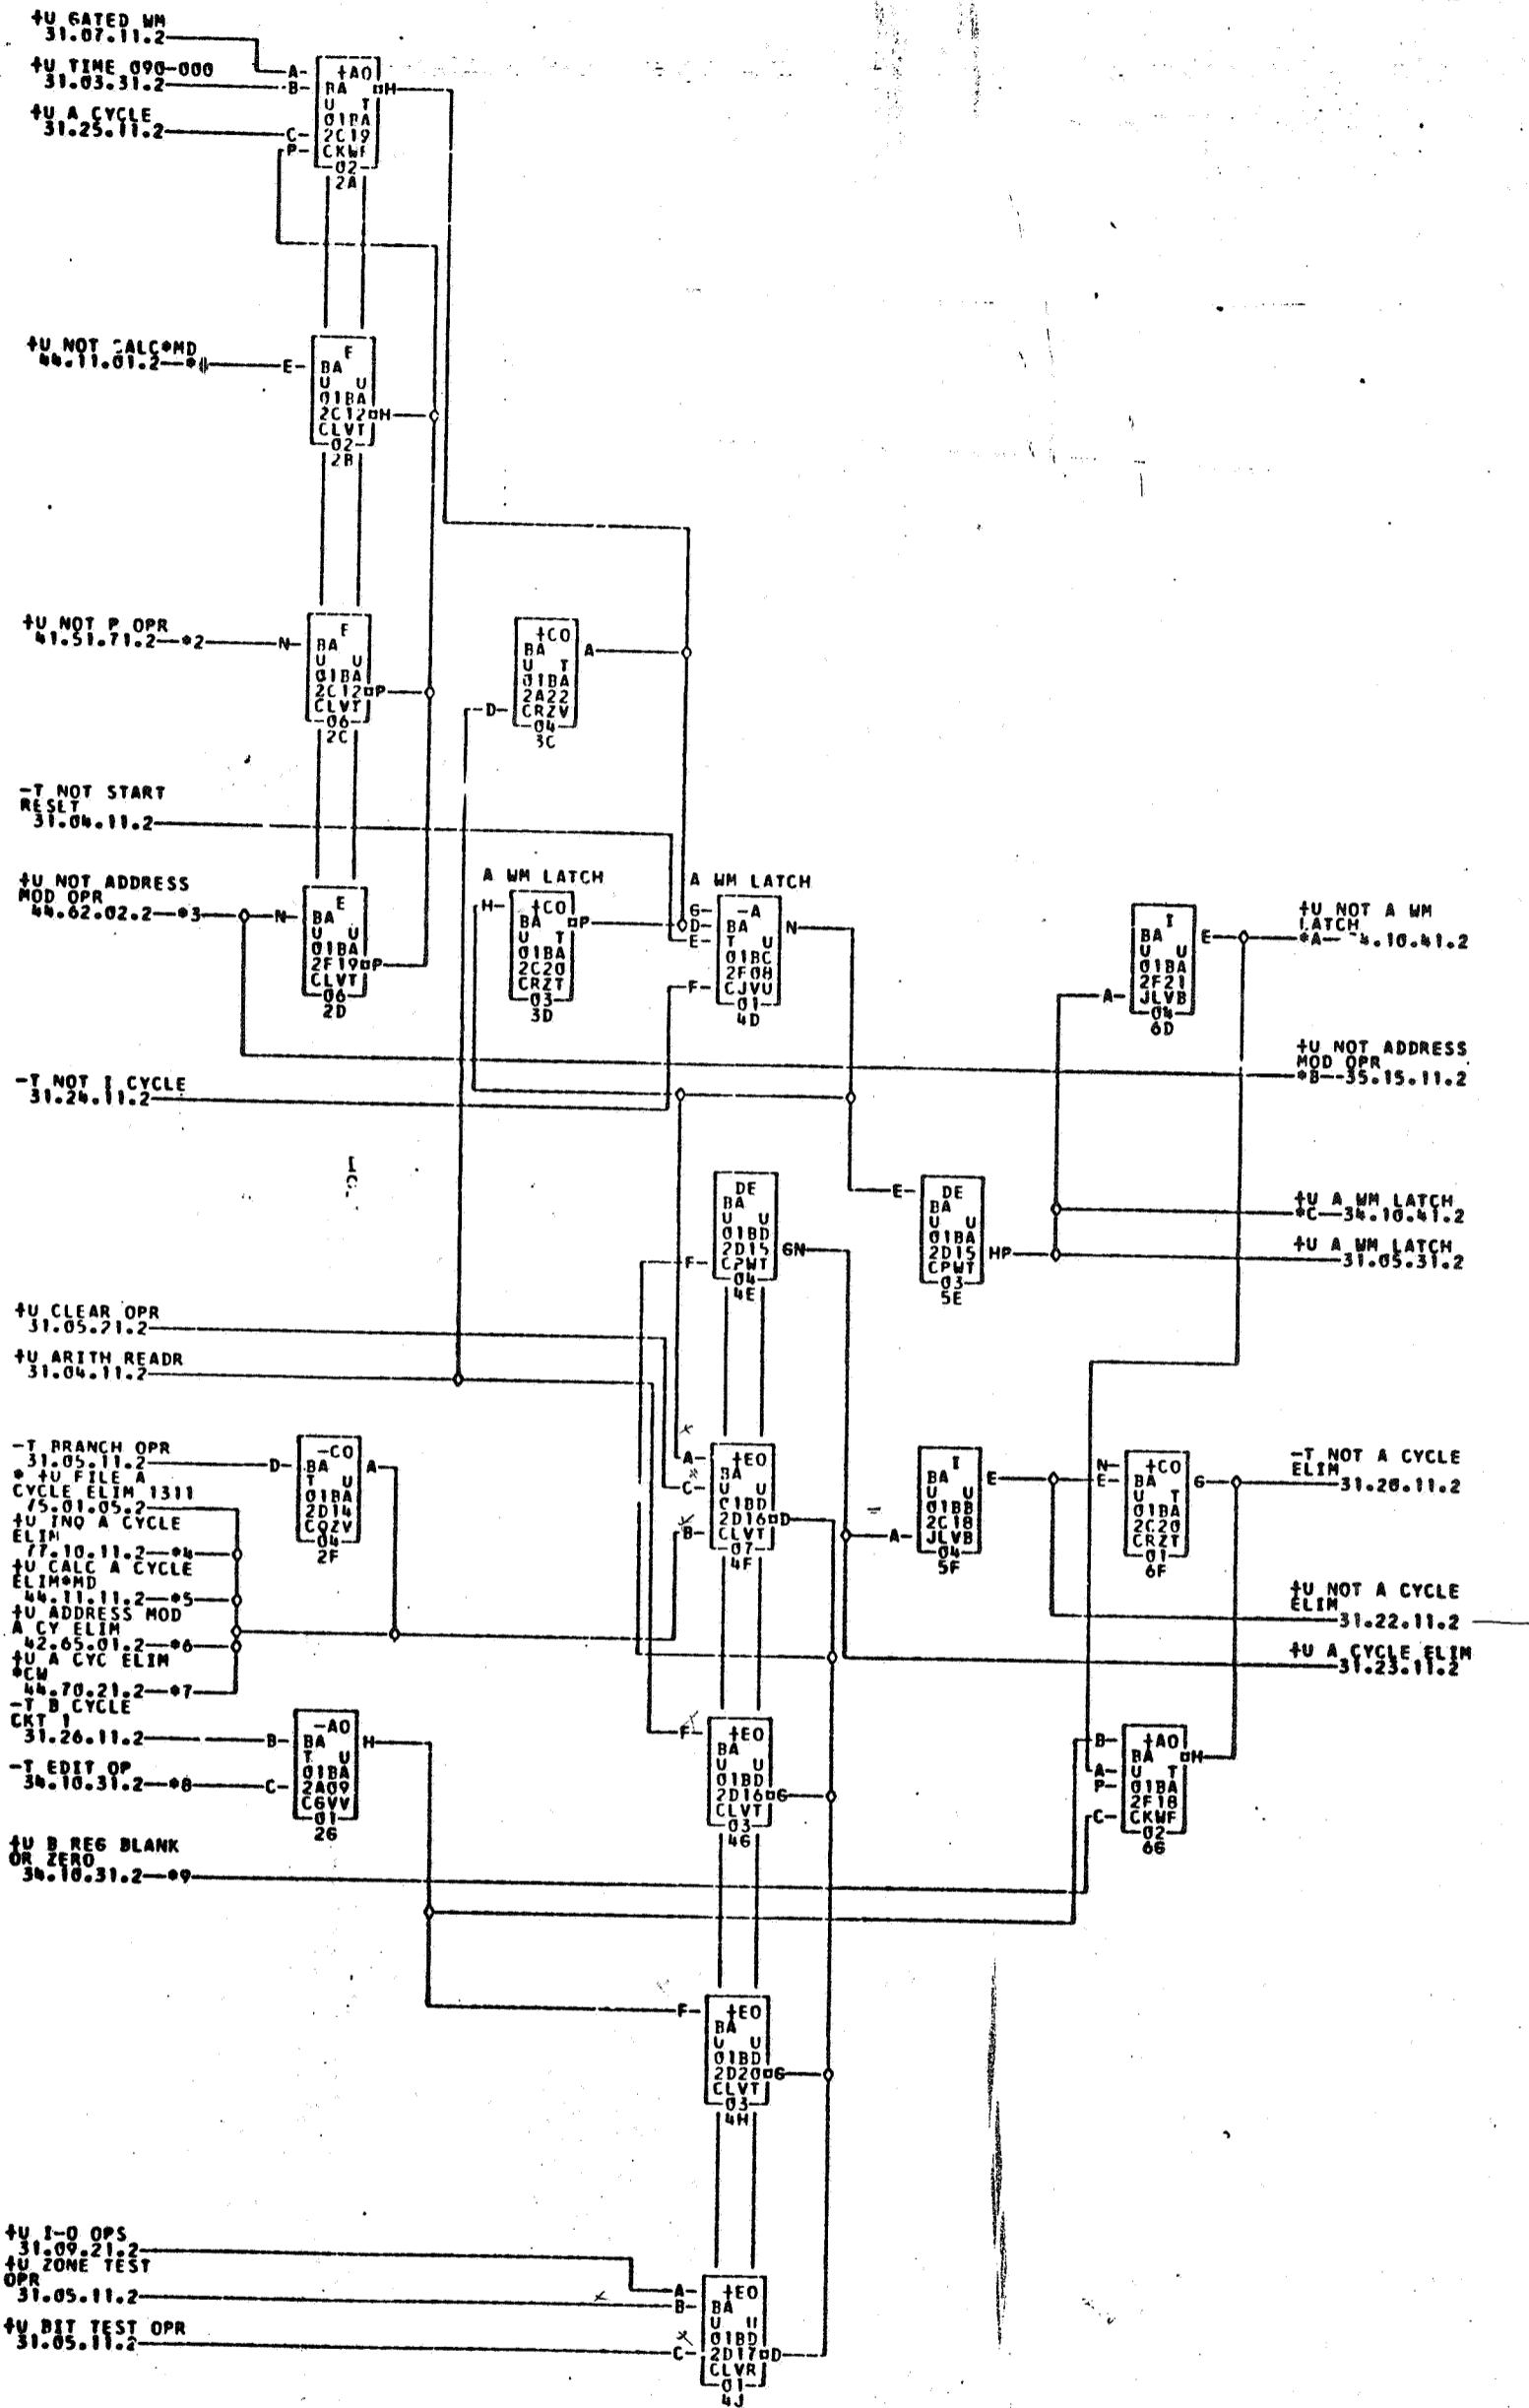 +U GATED WM
31.07.11.2
+U TIME 090-000
31.03.31.2
+U A CYCLE
31.25.11.2
A-
B-
C-
P-
+AO
BA H
U T
01BA
2C19
CKWF
02
2A
+U NOT CALC*MD
44.11.01.2
E-
E
BA
U U
01BA
2C12 H
CLVT
02
2B
+U NOT P OPR
41.51.71.2—*2
N-
E
BA
U U
01BA
2C12 P
CLVT
06
2C
+CO
BA A
U T
01BA
2A22
D- CRZV
04
3C
-T NOT START
RESET
31.04.11.2
+U NOT ADDRESS
MOD OPR
44.62.02.2—*3
N-
E
BA
U U
01BA
2F19 P
CLVT
06
2D
A WM LATCH
H- +CO
BA P
U T
01BA
2C20
CRZT
03
3D
A WM LATCH
G- -A
D- BA N
E- T U
01BC
2F08
F- CJVU
01
4D
I
BA E
U U
01BA
2F21
A- JLVB
04
6D
+U NOT A WM
LATCH
*A— 4.10.41.2
+U NOT ADDRESS
MOD OPR
*B—35.15.11.2
-T NOT I CYCLE
31.24.11.2
DE
BA
U U
01BD
2D15 GN
F- CPWT
04
4E
E- DE
BA
U U
01BA
2D15 HP
CPWT
03
5E
+U A WM LATCH
*C—34.10.41.2
+U A WM LATCH
31.05.31.2
+U CLEAR OPR
31.05.21.2
+U ARITH READR
31.04.11.2
-T BRANCH OPR
31.05.11.2
* +U FILE A
CYCLE ELIM 1311
75.01.05.2
+U INQ A CYCLE
ELIM
77.10.11.2—*4
+U CALC A CYCLE
ELIM*MD
44.11.11.2—*5
+U ADDRESS MOD
A CY ELIM
42.65.01.2—*6
+U A CYC ELIM
*CW
44.70.21.2—*7
-CO
D- BA A
T U
01BA
2D14
CQZV
04
2F
A- +EO
BA
C- U U
01BD
2D16 D
B- CLVT
07
4F
I
BA E
U U
01BB
2C18
A- JLVB
04
5F
N- +CO
E- BA G
U T
01BA
2C20
CRZT
01
6F
-T NOT A CYCLE
ELIM
31.26.11.2
+U NOT A CYCLE
ELIM
31.22.11.2
+U A CYCLE ELIM
31.23.11.2
-T B CYCLE
CKT 1
31.26.11.2
-T EDIT OP
34.10.31.2—*8
-AO
B- BA H
T U
01BA
C- 2A09
CGVV
01
2G
F- +EO
BA
U U
01BD
2D16 G
CLVT
03
4G
B- +AO
BA H
A- U T
P- 01BA
2F18
C- CKWF
02
6G
+U B REG BLANK
OR ZERO
34.10.31.2—*9
F- +EO
BA
U U
01BD
2D20 G
CLVT
03
4H
+U I-O OPS
31.09.21.2
+U ZONE TEST
OPR
31.05.11.2
+U BIT TEST OPR
31.05.11.2
A- +EO
B- BA
U U
01BD
C- 2D17 D
CLVR
01
4J